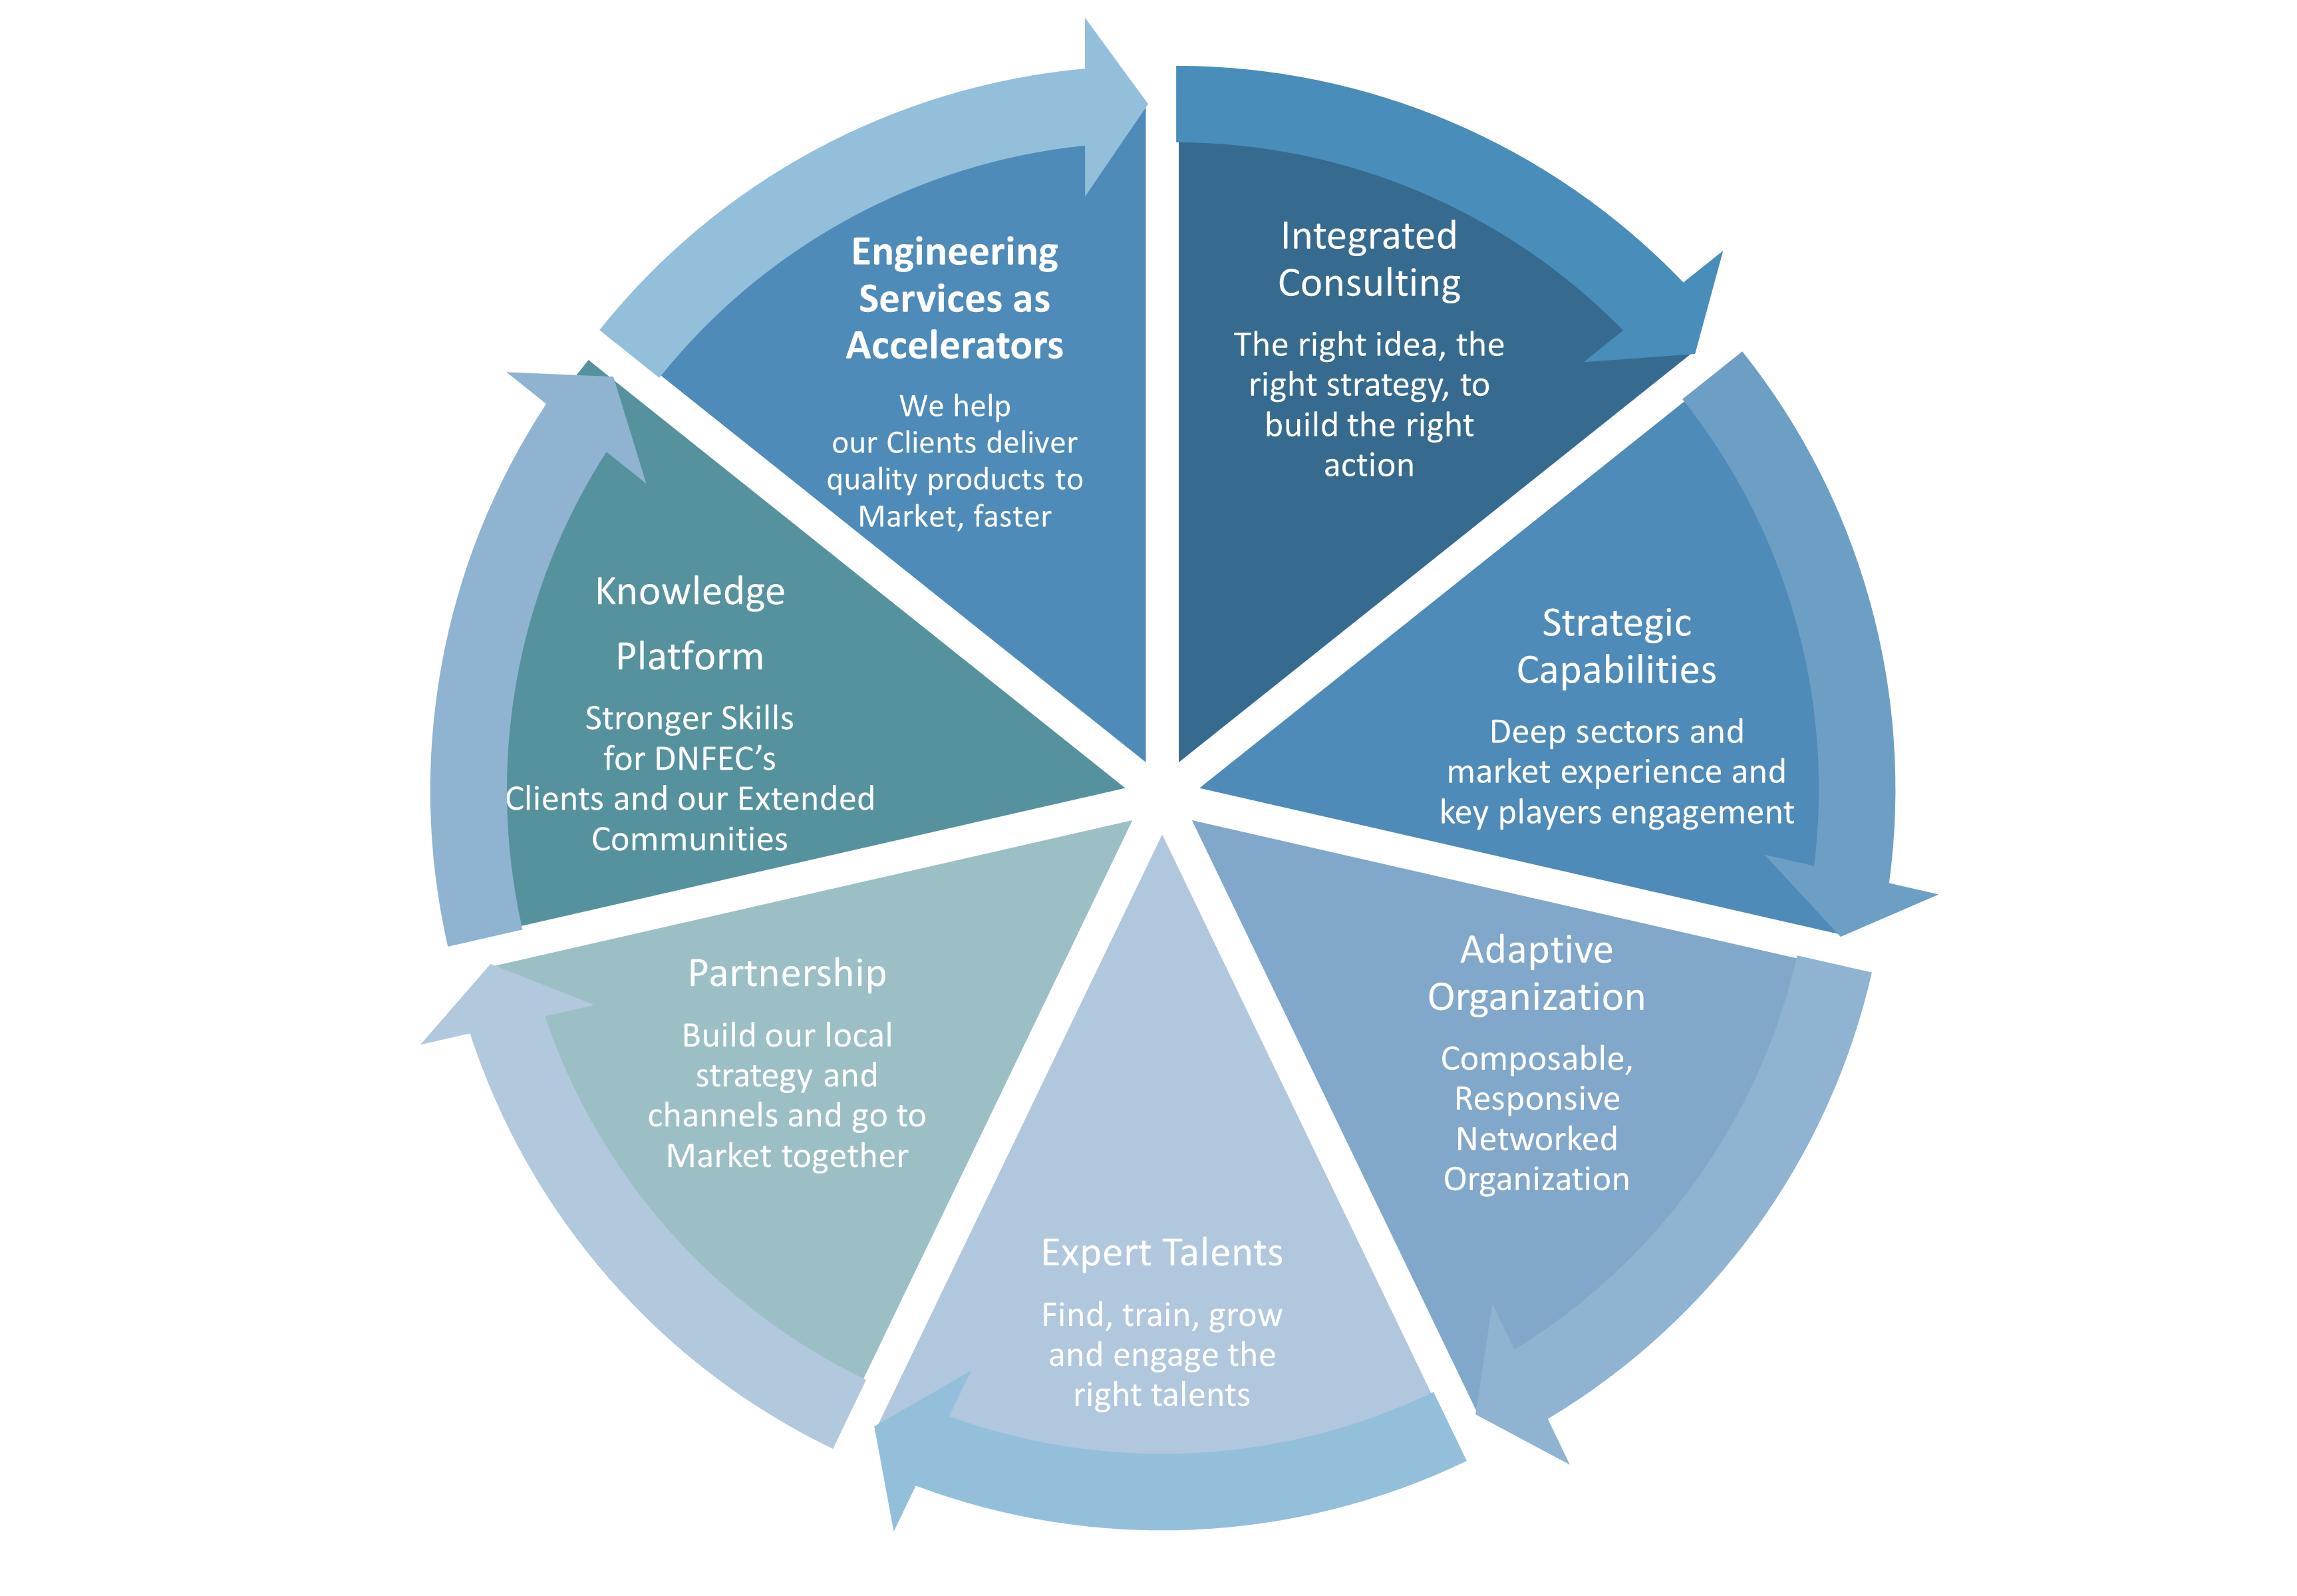 Engineering
Services as
Accelerators
We help
our Clients deliver
quality products to
Market, faster
Integrated
Consulting
The right idea, the
right strategy, to
build the right
action
Strategic
Capabilities
Deep sectors and
market experience and
key players engagement
Adaptive
Organization
Composable,
Responsive
Networked
Organization
Expert Talents
Find, train, grow
and engage the
right talents
Partnership
Build our local
strategy and
channels and go to
Market together
Knowledge
Platform
Stronger Skills
for DNFEC’s
Clients and our Extended
Communities